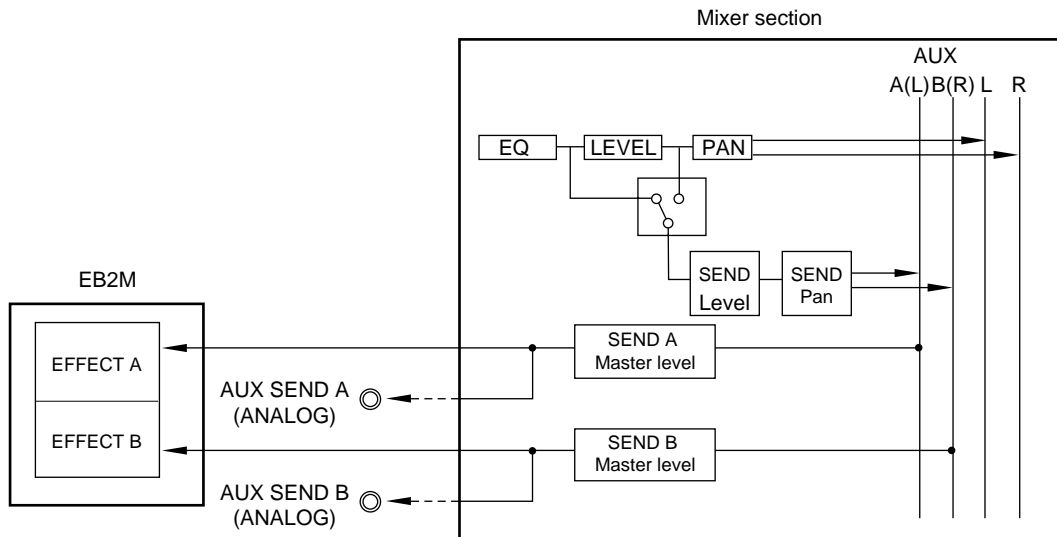 Mixer section
AUX
A(L) B(R) L R
EQ
LEVEL
PAN
SEND
Level
SEND
Pan
EB2M
EFFECT A
EFFECT B
SEND A
Master level
AUX SEND A
(ANALOG)
SEND B
Master level
AUX SEND B
(ANALOG)